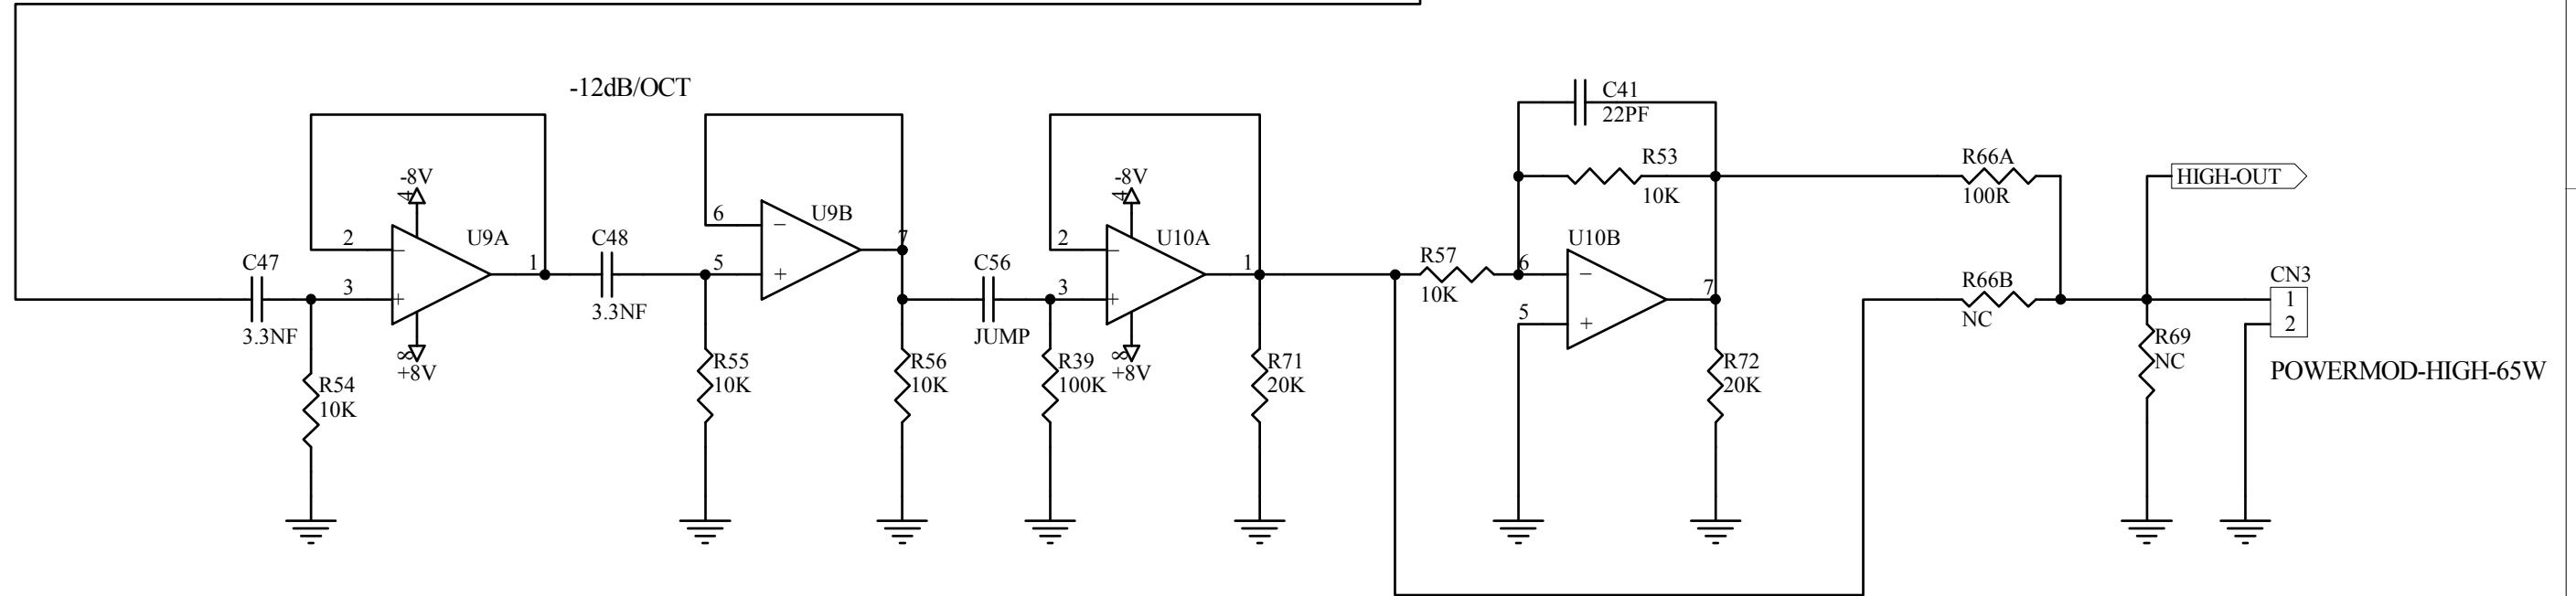 -12dB/OCT
C47
3.3NF
R54
10K
2
3
-8V
4
8
+8V
U9A
1
C48
3.3NF
R55
10K
6
5
U9B
7
R56
10K
C56
JUMP
R39
100K
2
3
-8V
4
8
+8V
U10A
1
R71
20K
R57
10K
C41
22PF
R53
10K
6
5
U10B
7
R72
20K
R66A
100R
R66B
NC
HIGH-OUT
R69
NC
CN3
1
2
POWERMOD-HIGH-65W